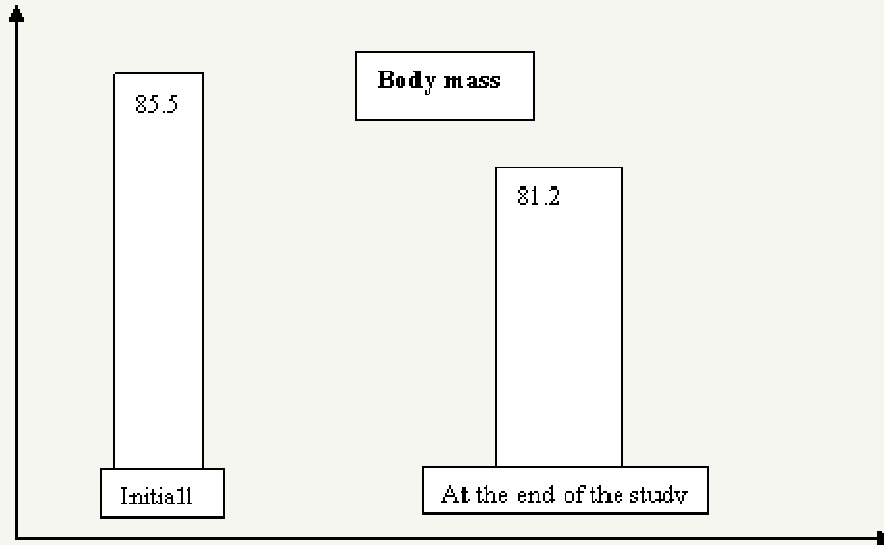 Body mass
85.5
81.2
Initiall
At the end of the study